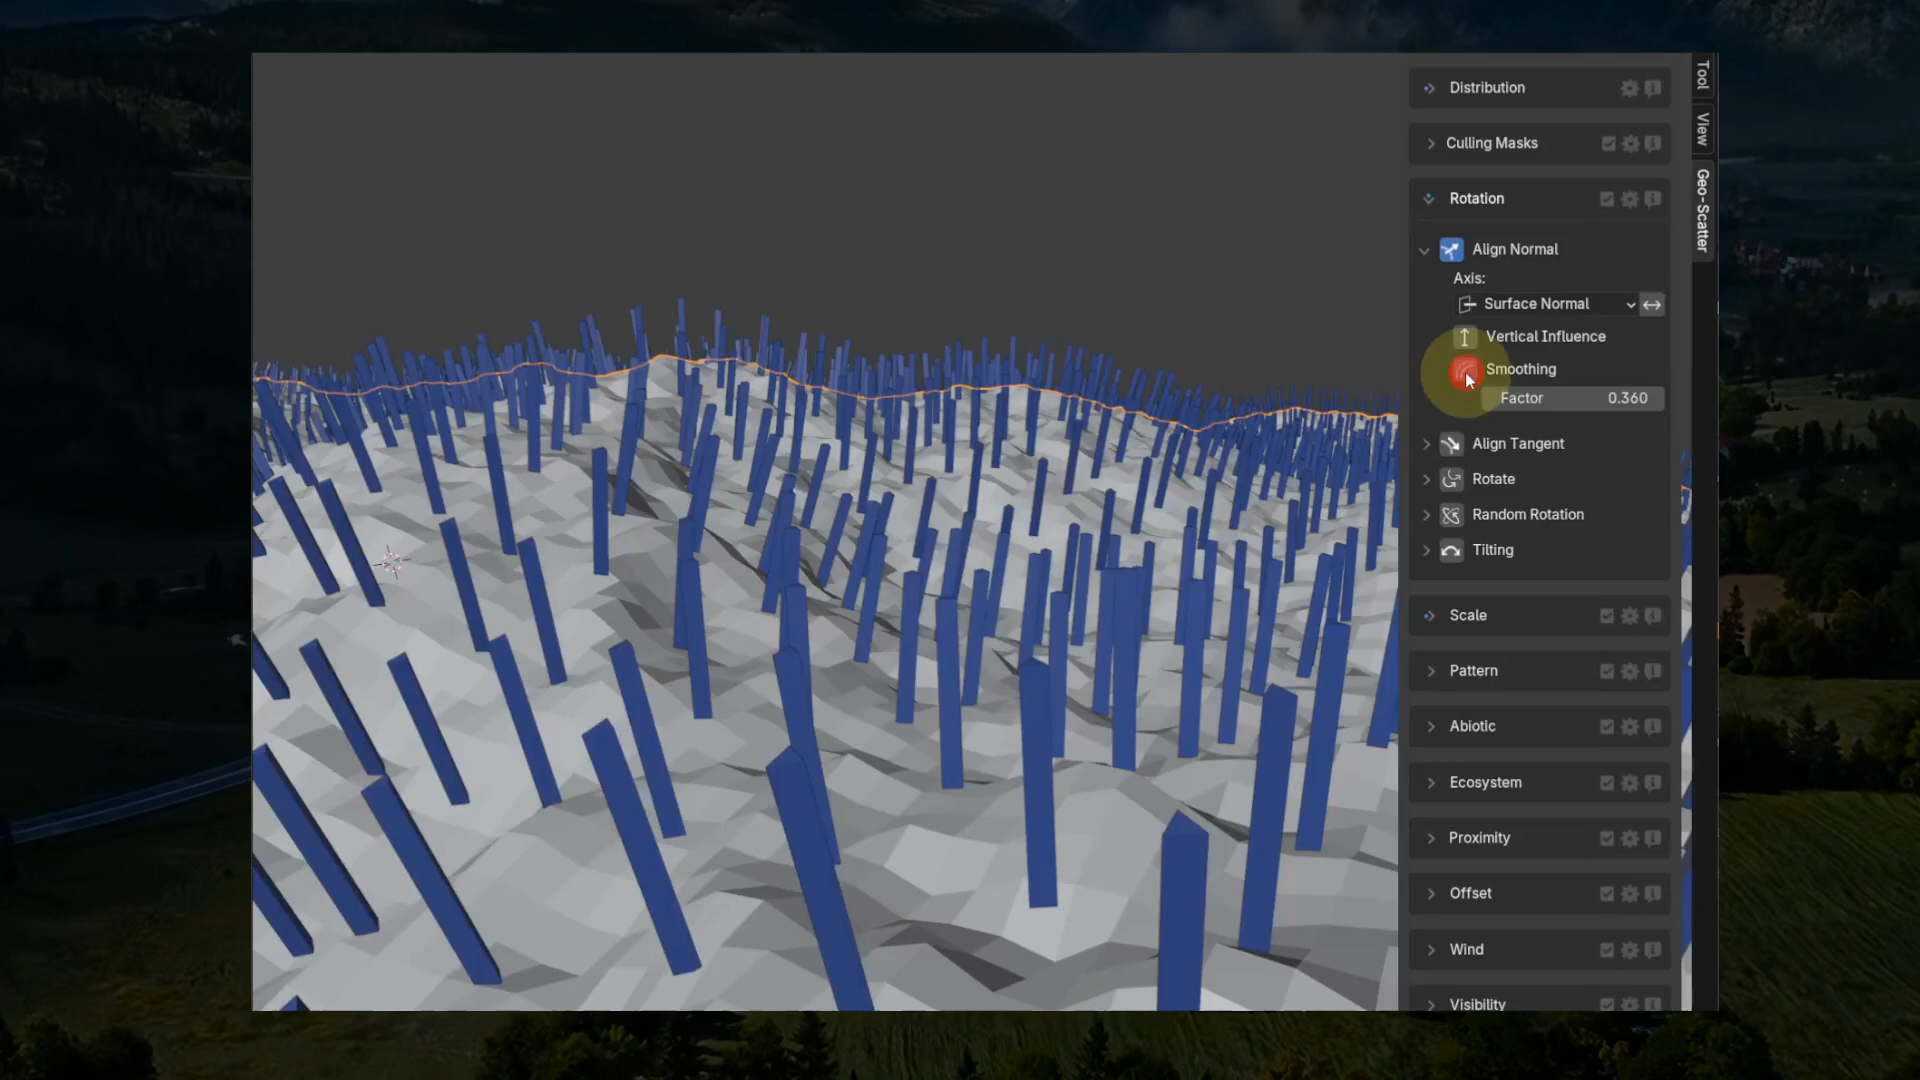 Distribution
Culling Masks
Rotation
Align Normal
Axis:
Surface Normal
Vertical Influence
Smoothing
Factor 0.360
Align Tangent
Rotate
Random Rotation
Tilting
Scale
Pattern
Abiotic
Ecosystem
Proximity
Offset
Wind
Visibility
Tool
View
Geo-Scatter